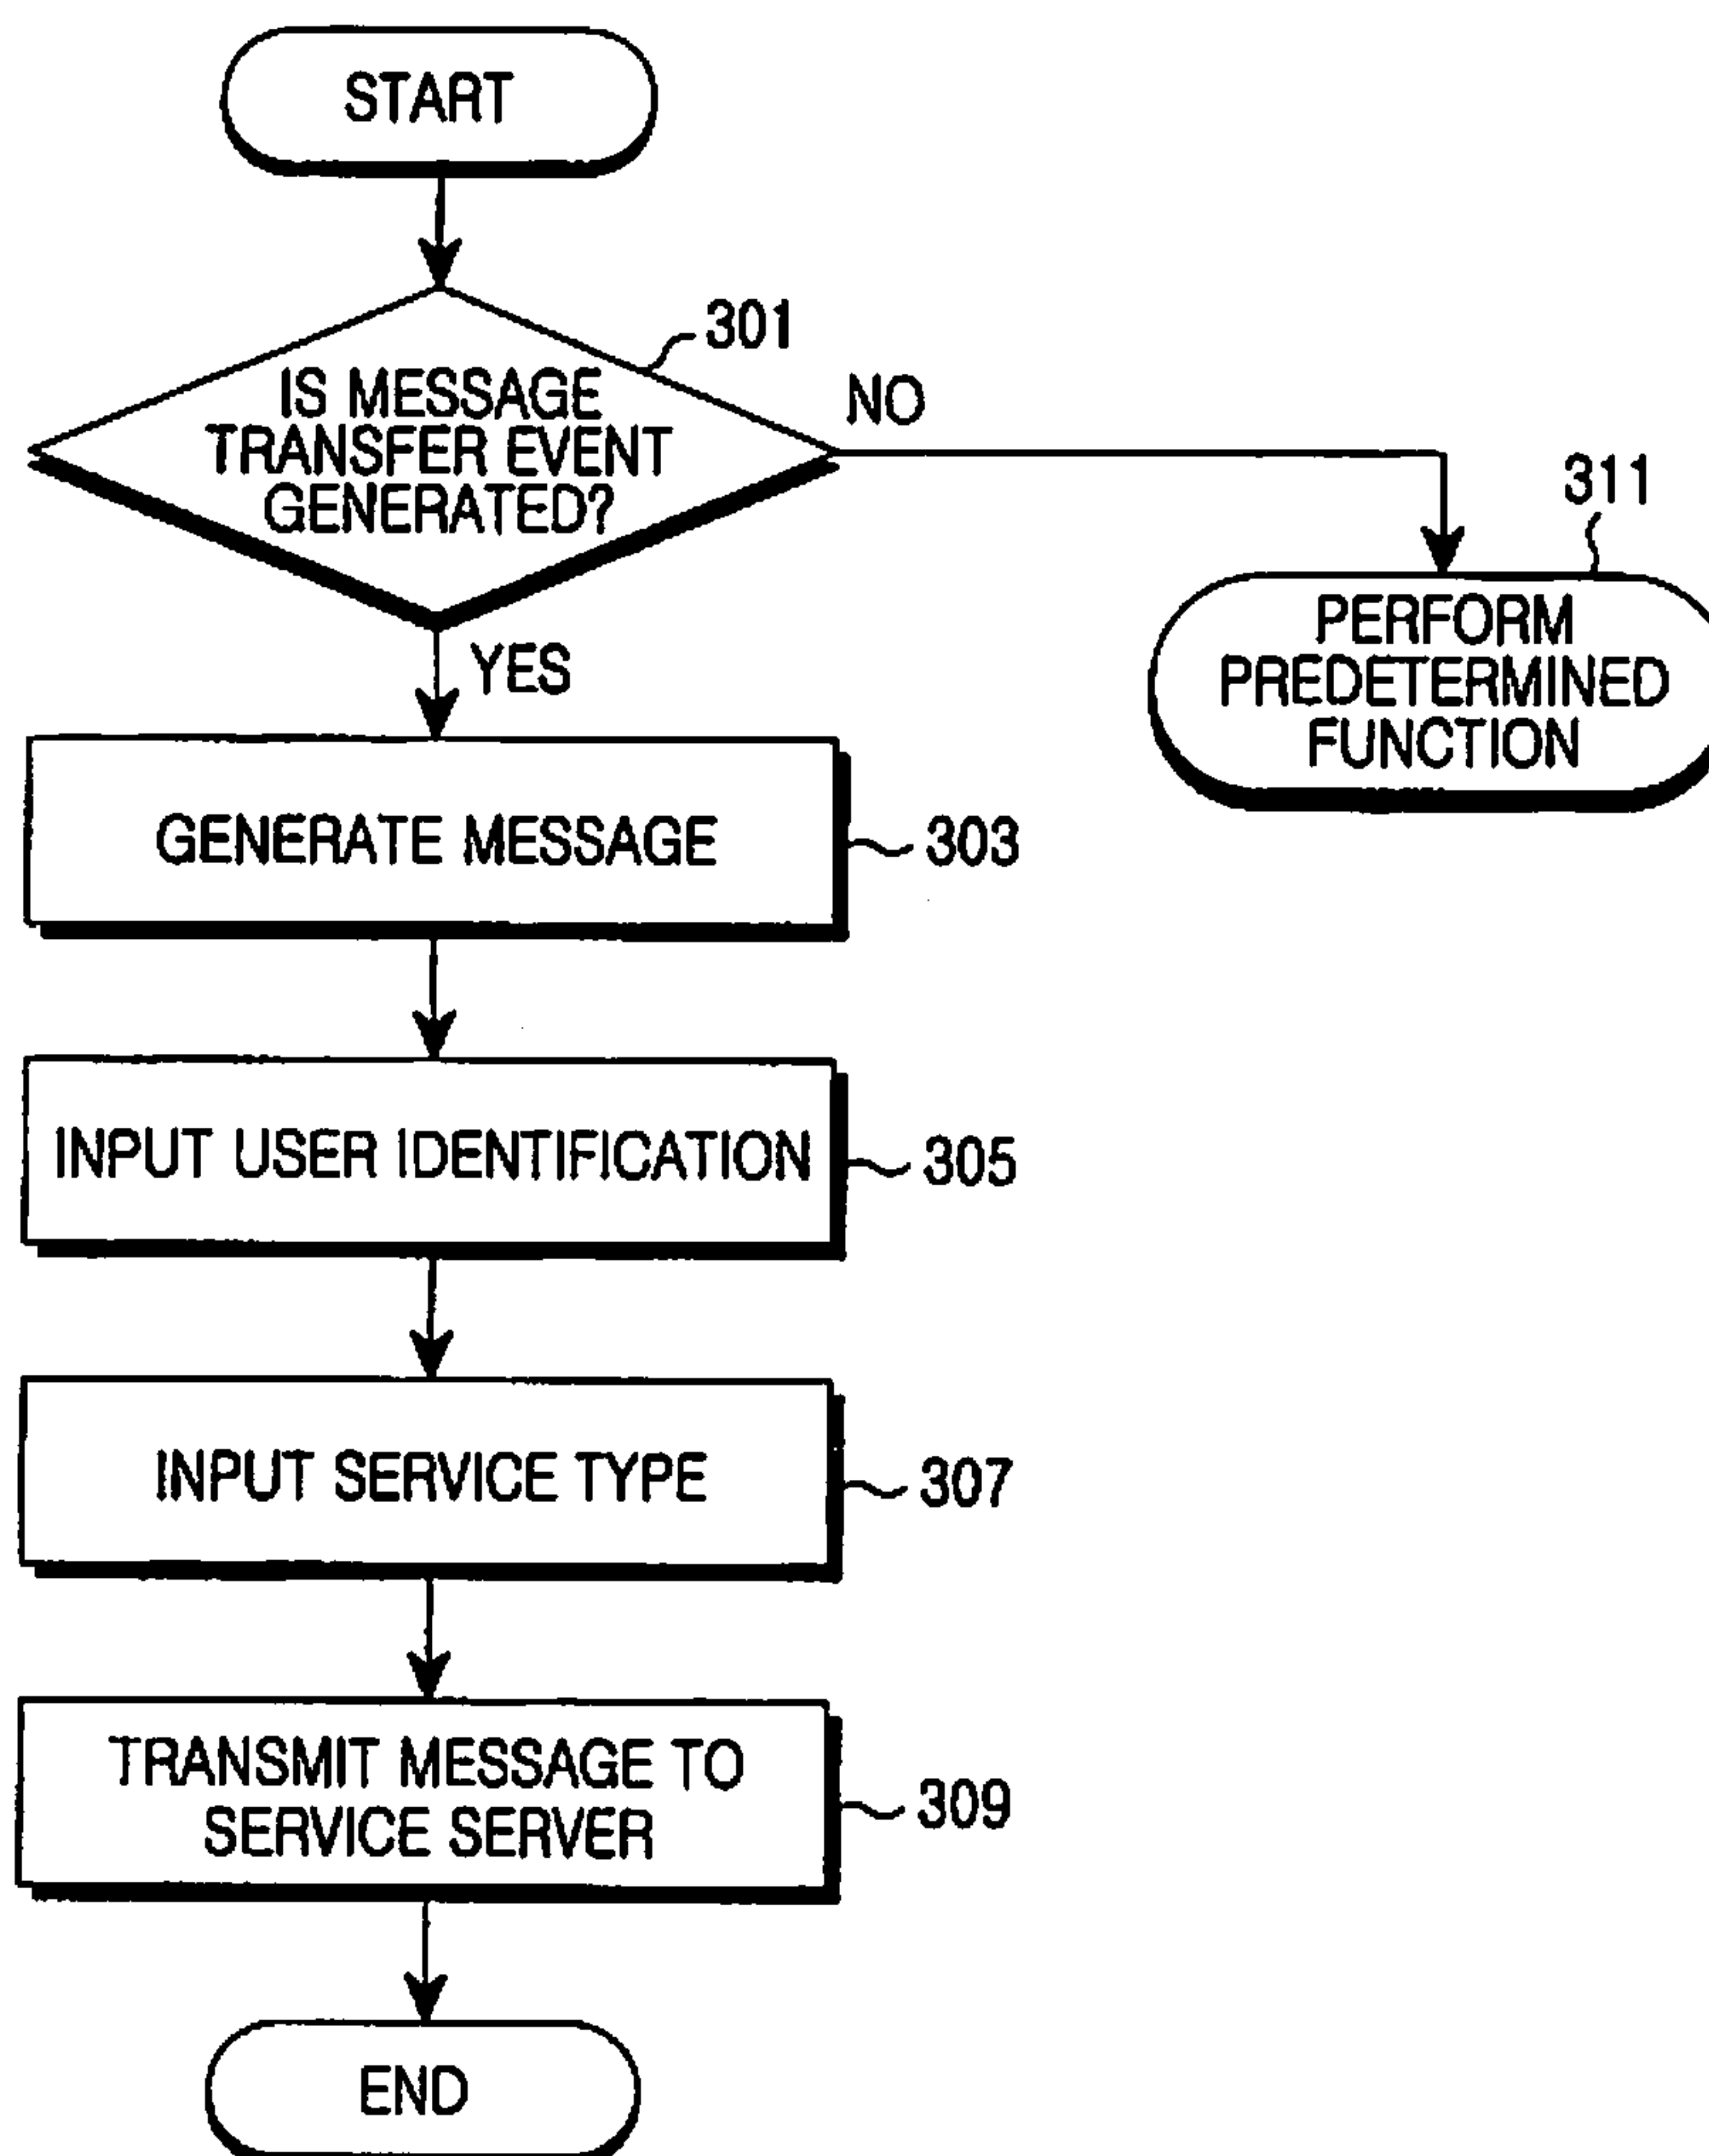 START
301
IS MESSAGE
TRANSFER EVENT
GENERATED?
NO
311
PERFORM
PREDETERMINED
FUNCTION
YES
GENERATE MESSAGE
303
INPUT USER IDENTIFICATION
305
INPUT SERVICE TYPE
307
TRANSMIT MESSAGE TO
SERVICE SERVER
309
END